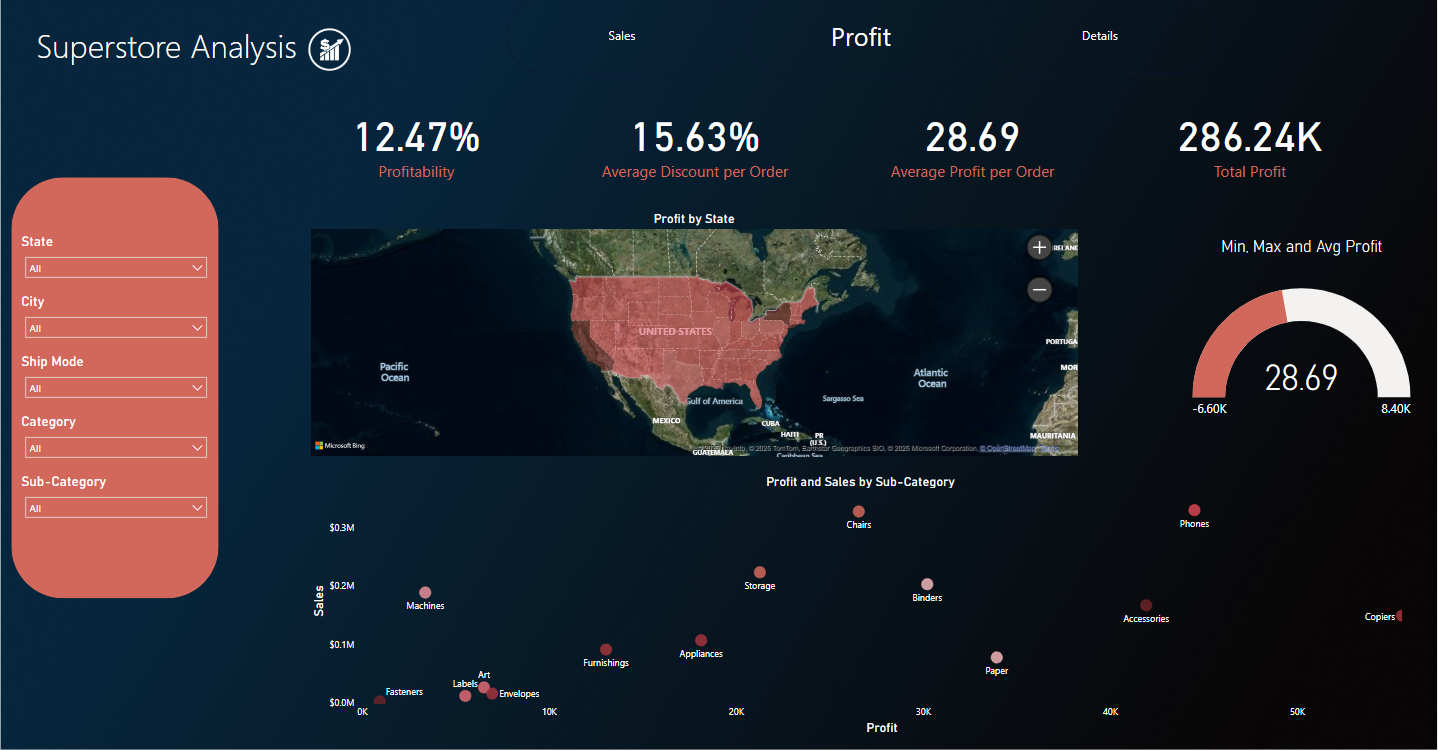 Superstore Analysis
Sales
Profit
Details
12.47%
Profitability
15.63%
Average Discount per Order
28.69
Average Profit per Order
286.24K
Total Profit
State
All
City
All
Ship Mode
All
Category
All
Sub-Category
All
Profit by State
+
IRELAND
−
UNITED STATES
PORTUGA
Pacific
Ocean
Atlantic
Ocean
MOR
Gulf of America
Sargasso Sea
MEXICO
CUBA
HAITI
PR
(U.S.)
MAURITANIA
GUATEMALA
Caribbean Sea
Microsoft Bing
© 2025 TomTom, Earthstar Geographics SIO, © 2025 Microsoft Corporation, © OpenStreetMap Terms
Min, Max and Avg Profit
28.69
-6.60K
8.40K
Profit and Sales by Sub-Category
Sales
$0.3M
$0.2M
$0.1M
$0.0M
Chairs
Phones
Storage
Machines
Binders
Accessories
Copiers
Furnishings
Appliances
Paper
Art
Labels
Fasteners
Envelopes
0K
10K
20K
30K
40K
50K
Profit